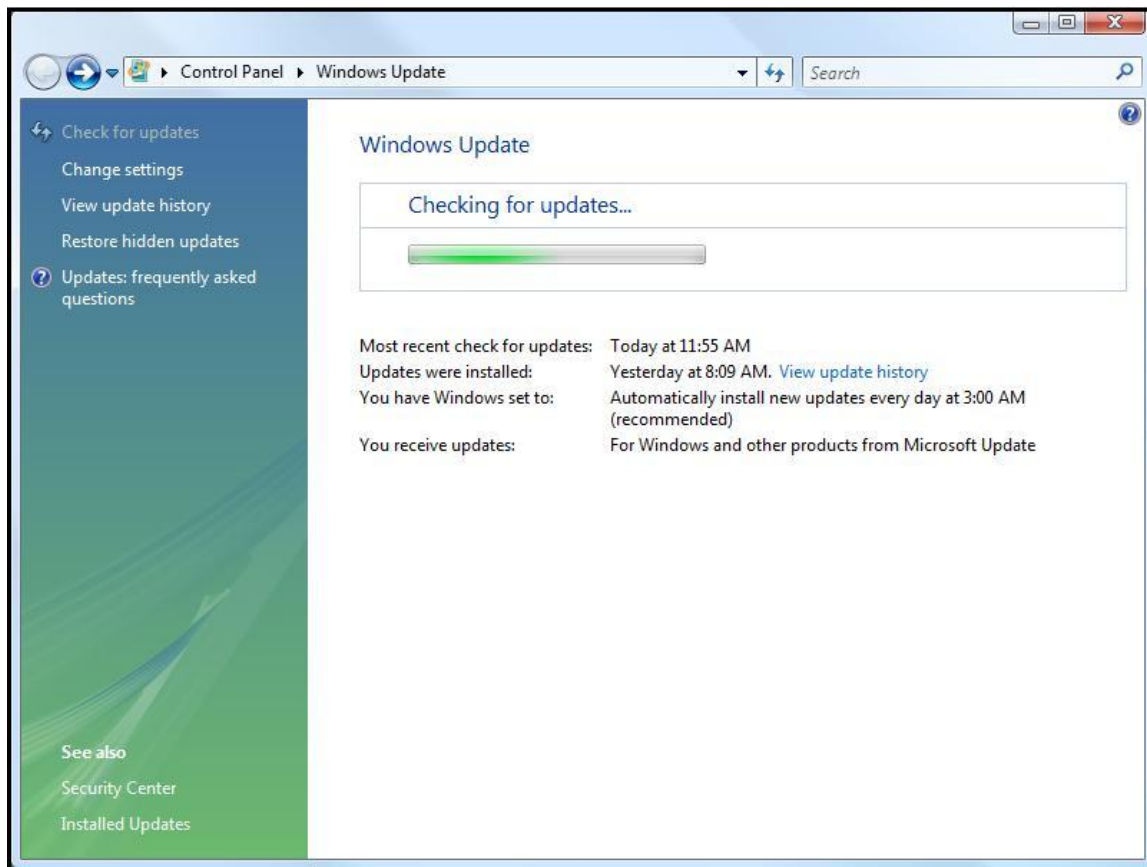 Control Panel Windows Update
Search
Check for updates
Change settings
View update history
Restore hidden updates
Updates: frequently asked
questions
See also
Security Center
Installed Updates
Windows Update
Checking for updates...
Most recent check for updates: Today at 11:55 AM
Updates were installed: Yesterday at 8:09 AM. View update history
You have Windows set to: Automatically install new updates every day at 3:00 AM
(recommended)
You receive updates: For Windows and other products from Microsoft Update